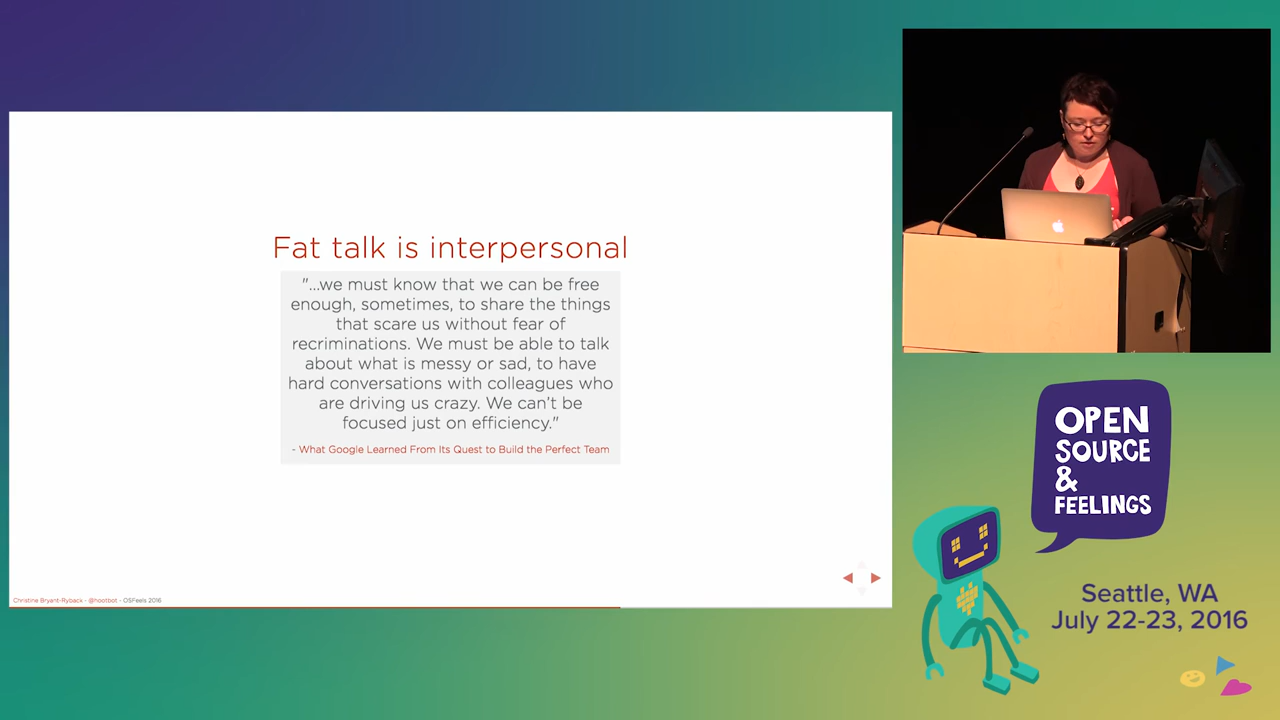 Fat talk is interpersonal
"...we must know that we can be free
enough, sometimes, to share the things
that scare us without fear of
recriminations. We must be able to talk
about what is messy or sad, to have
hard conversations with colleagues who
are driving us crazy. We can't be
focused just on efficiency."
- What Google Learned From Its Quest to Build the Perfect Team
Christine Bryant-Ryback - @hootbot - OSFeels 2016
OPEN
SOURCE
&
FEELINGS
Seattle, WA
July 22-23, 2016